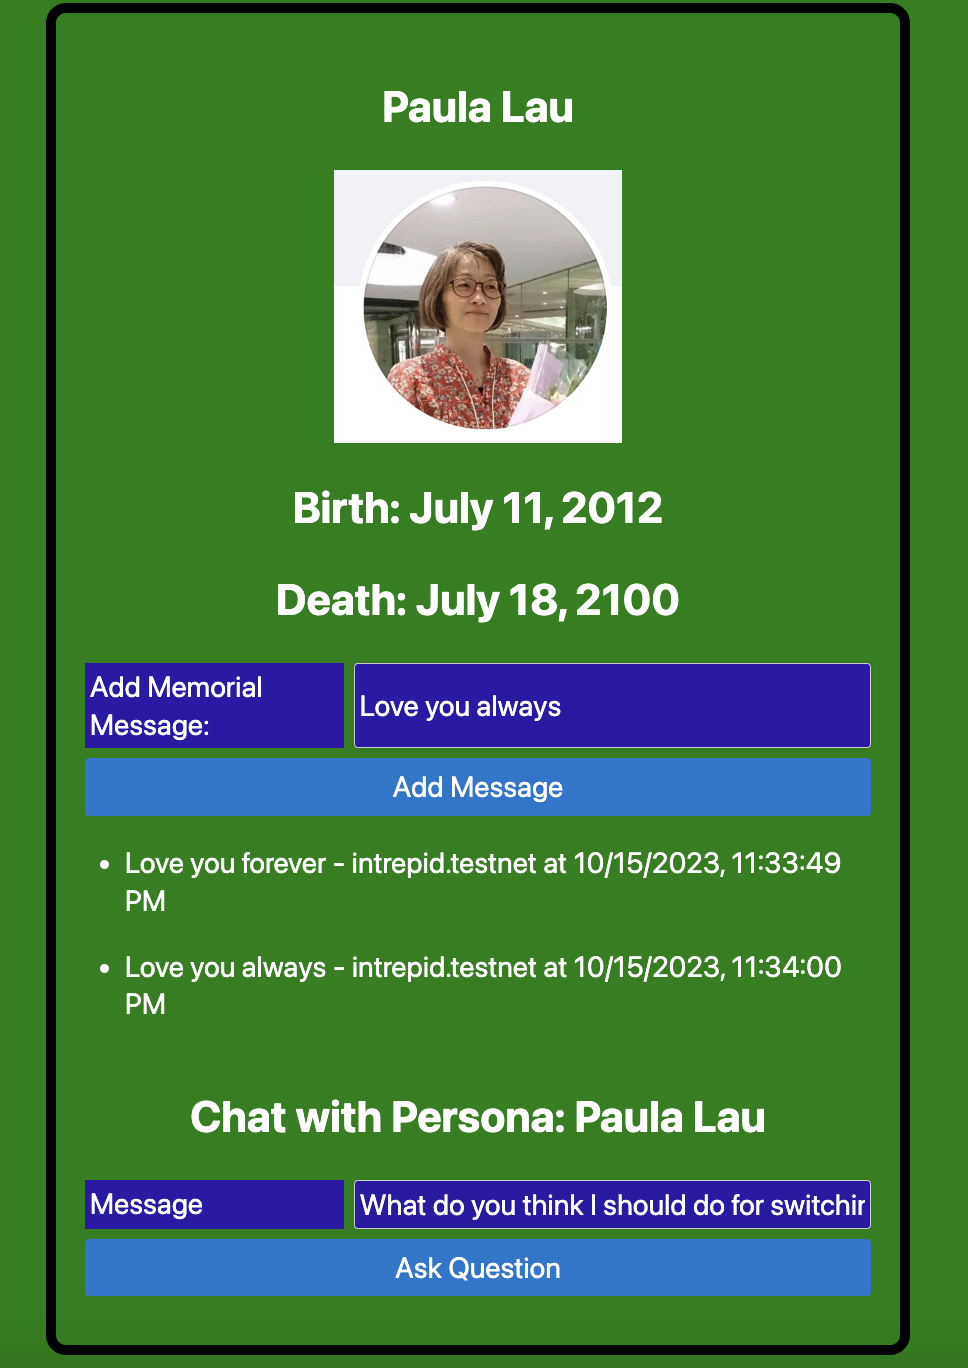 Paula Lau
Birth: July 11, 2012
Death: July 18, 2100
Add Memorial
Message:
Love you always
Add Message
Love you forever - intrepid.testnet at 10/15/2023, 11:33:49
PM
Love you always - intrepid.testnet at 10/15/2023, 11:34:00
PM
Chat with Persona: Paula Lau
Message
What do you think I should do for switchin
Ask Question